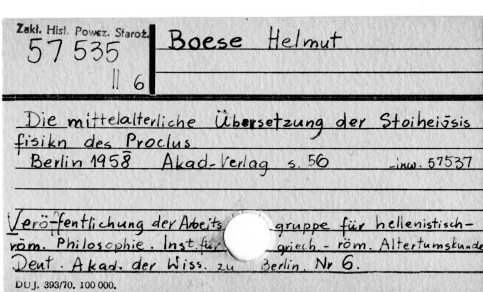 Zakł. Hist. Powsz. Staroż.
57 535
II 6
Boese Helmut
Die mittelalterliche Übersetzung der Stoiheiōsis
fisikn des Proclus
Berlin 1958 Akad-Verlag s. 56 inw. 57537
Veröffentlichung der Arbeitsgruppe für hellenistisch-
röm. Philosophie. Inst. für griech-röm. Altertumskunde
Deut. Akad. der Wiss. zu Berlin. Nr 6.
DUJ. 393/70. 100 000.